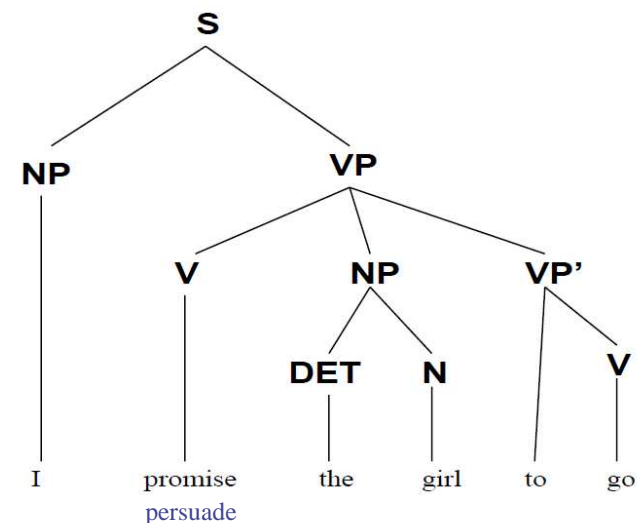 S
NP VP
V NP VP’
DET N V
I promise the girl to go
persuade